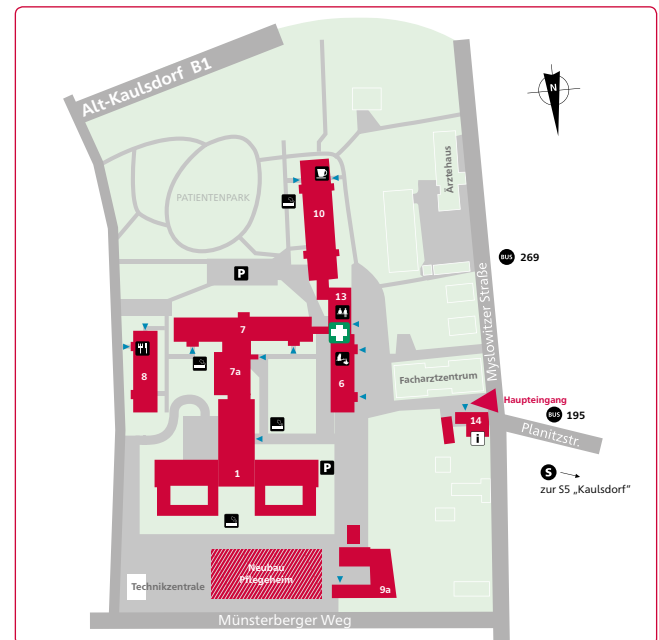 Alt-Kaulsdorf B1
N
Ärztehaus
PATIENTENPARK
10
BUS 269
P
13
Myslowitzer Straße
7
7a
8
6
Facharztzentrum
Haupteingang
BUS 195
14
Planitzstr.
i
1
P
S
zur S5 „Kaulsdorf“
Neubau
Pflegeheim
Technikzentrale
9a
Münsterberger Weg